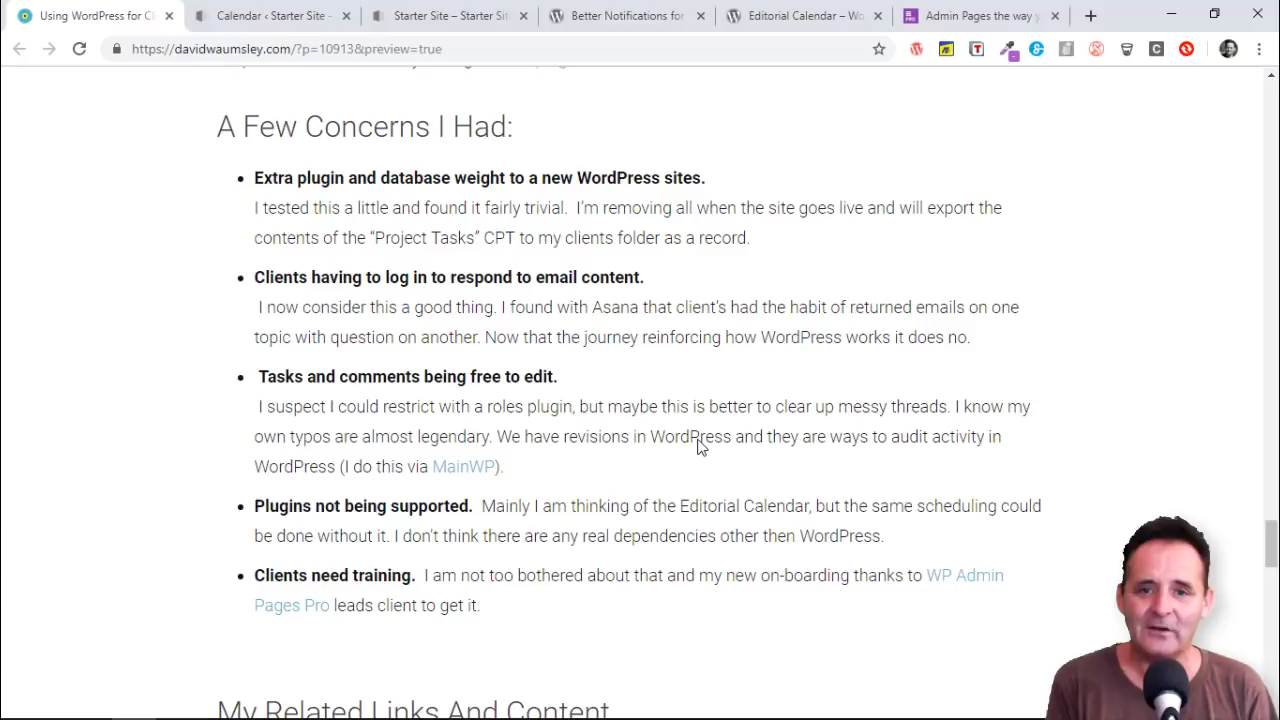 Using WordPress for Cl
Calendar ‹ Starter Site –
Starter Site – Starter Sit
Better Notifications for
Editorial Calendar – Wo
Admin Pages the way y
https://davidwaumsley.com/?p=10913&preview=true
A Few Concerns I Had:
Extra plugin and database weight to a new WordPress sites.
I tested this a little and found it fairly trivial. I'm removing all when the site goes live and will export the
contents of the “Project Tasks” CPT to my clients folder as a record.
Clients having to log in to respond to email content.
I now consider this a good thing. I found with Asana that client's had the habit of returned emails on one
topic with question on another. Now that the journey reinforcing how WordPress works it does no.
Tasks and comments being free to edit.
I suspect I could restrict with a roles plugin, but maybe this is better to clear up messy threads. I know my
own typos are almost legendary. We have revisions in WordPress and they are ways to audit activity in
WordPress (I do this via MainWP).
Plugins not being supported. Mainly I am thinking of the Editorial Calendar, but the same scheduling could
be done without it. I don't think there are any real dependencies other then WordPress.
Clients need training. I am not too bothered about that and my new on-boarding thanks to WP Admin
Pages Pro leads client to get it.
My Related Links And Content